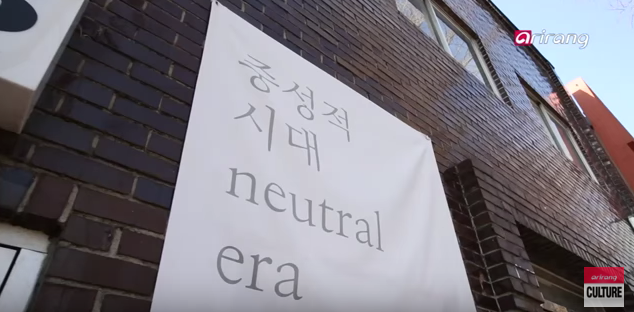 arirang
중성적
시대
neutral
era
arirang
CULTURE